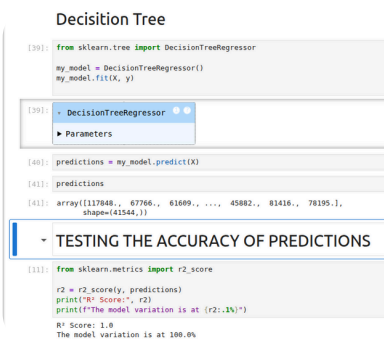 Decisition Tree
[39]: from sklearn.tree import DecisionTreeRegressor
my_model = DecisionTreeRegressor()
my_model.fit(X, y)
[39]: DecisionTreeRegressor
Parameters
[40]: predictions = my_model.predict(X)
[41]: predictions
[41]: array([117848., 67766., 61609., ..., 45882., 81416., 78195.],
shape=(41544,))
TESTING THE ACCURACY OF PREDICTIONS
[11]: from sklearn.metrics import r2_score
r2 = r2_score(y, predictions)
print("R² Score:", r2)
print(f"The model variation is at {r2:.1%}")
R² Score: 1.0
The model variation is at 100.0%